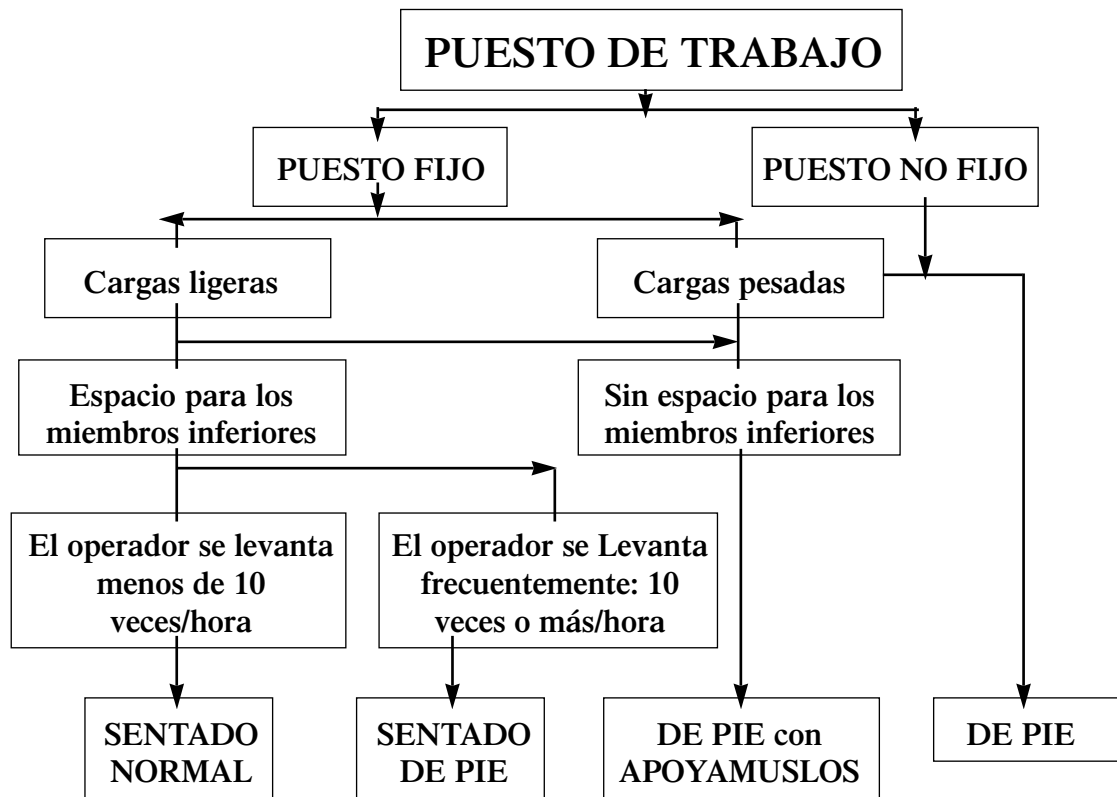 PUESTO DE TRABAJO
PUESTO FIJO
PUESTO NO FIJO
Cargas ligeras
Cargas pesadas
Espacio para los
miembros inferiores
Sin espacio para los
miembros inferiores
El operador se levanta
menos de 10
veces/hora
El operador se Levanta
frecuentemente: 10
veces o más/hora
SENTADO
NORMAL
SENTADO
DE PIE
DE PIE con
APOYAMUSLOS
DE PIE